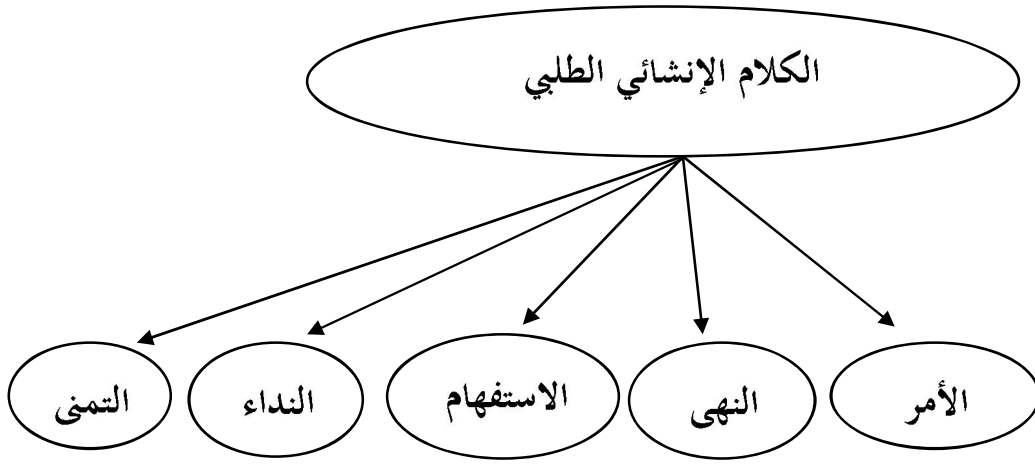 الكلام الإنشائي الطلبي
الأمر
النهى
الاستفهام
النداء
التمنى